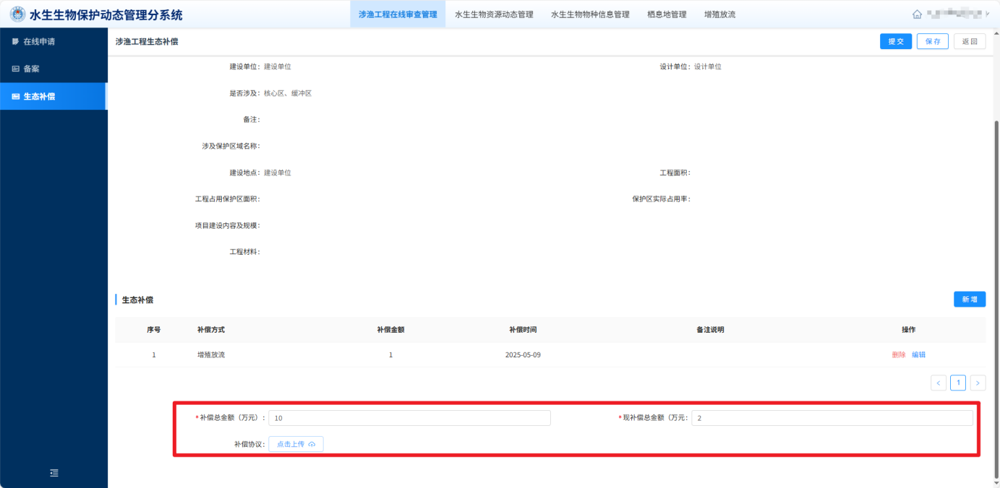 水生生物保护动态管理分系统 涉渔工程在线审查管理 水生生物资源动态管理 水生生物物种信息管理 栖息地管理 增殖放流
在线申请
备案
生态补偿
涉渔工程生态补偿 提交 保存 返回
建设单位： 建设单位 设计单位： 设计单位
是否涉及： 核心区、缓冲区
备注：
涉及保护区域名称：
建设地点： 建设单位 工程面积：
工程占用保护区面积： 保护区实际占用率：
项目建设内容及规模：
工程材料：
生态补偿 新增
序号 补偿方式 补偿金额 补偿时间 备注说明 操作
1 增殖放流 1 2025-05-09 删除 编辑
< 1 >
*补偿总金额（万元）： 10 *现补偿总金额（万元： 2
补偿协议： 点击上传